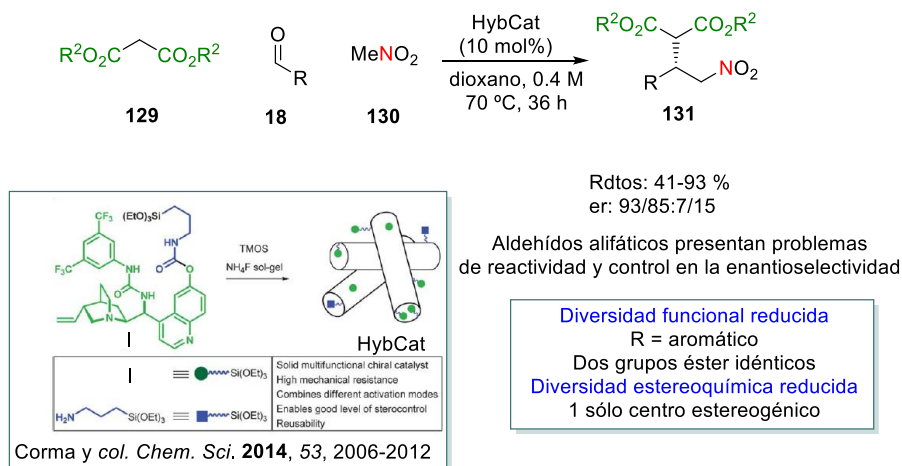 R²O₂C CO₂R²
129
O
R
18
MeNO₂
130
HybCat
(10 mol%)
dioxano, 0.4 M
70 ºC, 36 h
R²O₂C CO₂R²
R NO₂
131
Rdtos: 41-93 %
er: 93/85:7/15
Aldehídos alifáticos presentan problemas
de reactividad y control en la enantioselectividad
Diversidad funcional reducida
R = aromático
Dos grupos éster idénticos
Diversidad estereoquímica reducida
1 sólo centro estereogénico
CF₃
F₃C
NH
O
NH
N
N
(EtO)₃Si
HN
O
O
TMOS
NH₄F sol-gel
HybCat
I
I
Si(OEt)₃
H₂N Si(OEt)₃ Si(OEt)₃
Solid multifunctional chiral catalyst
High mechanical resistance
Combines different activation modes
Enables good level of sterocontrol
Reusability
Corma y col. Chem. Sci. 2014, 53, 2006-2012